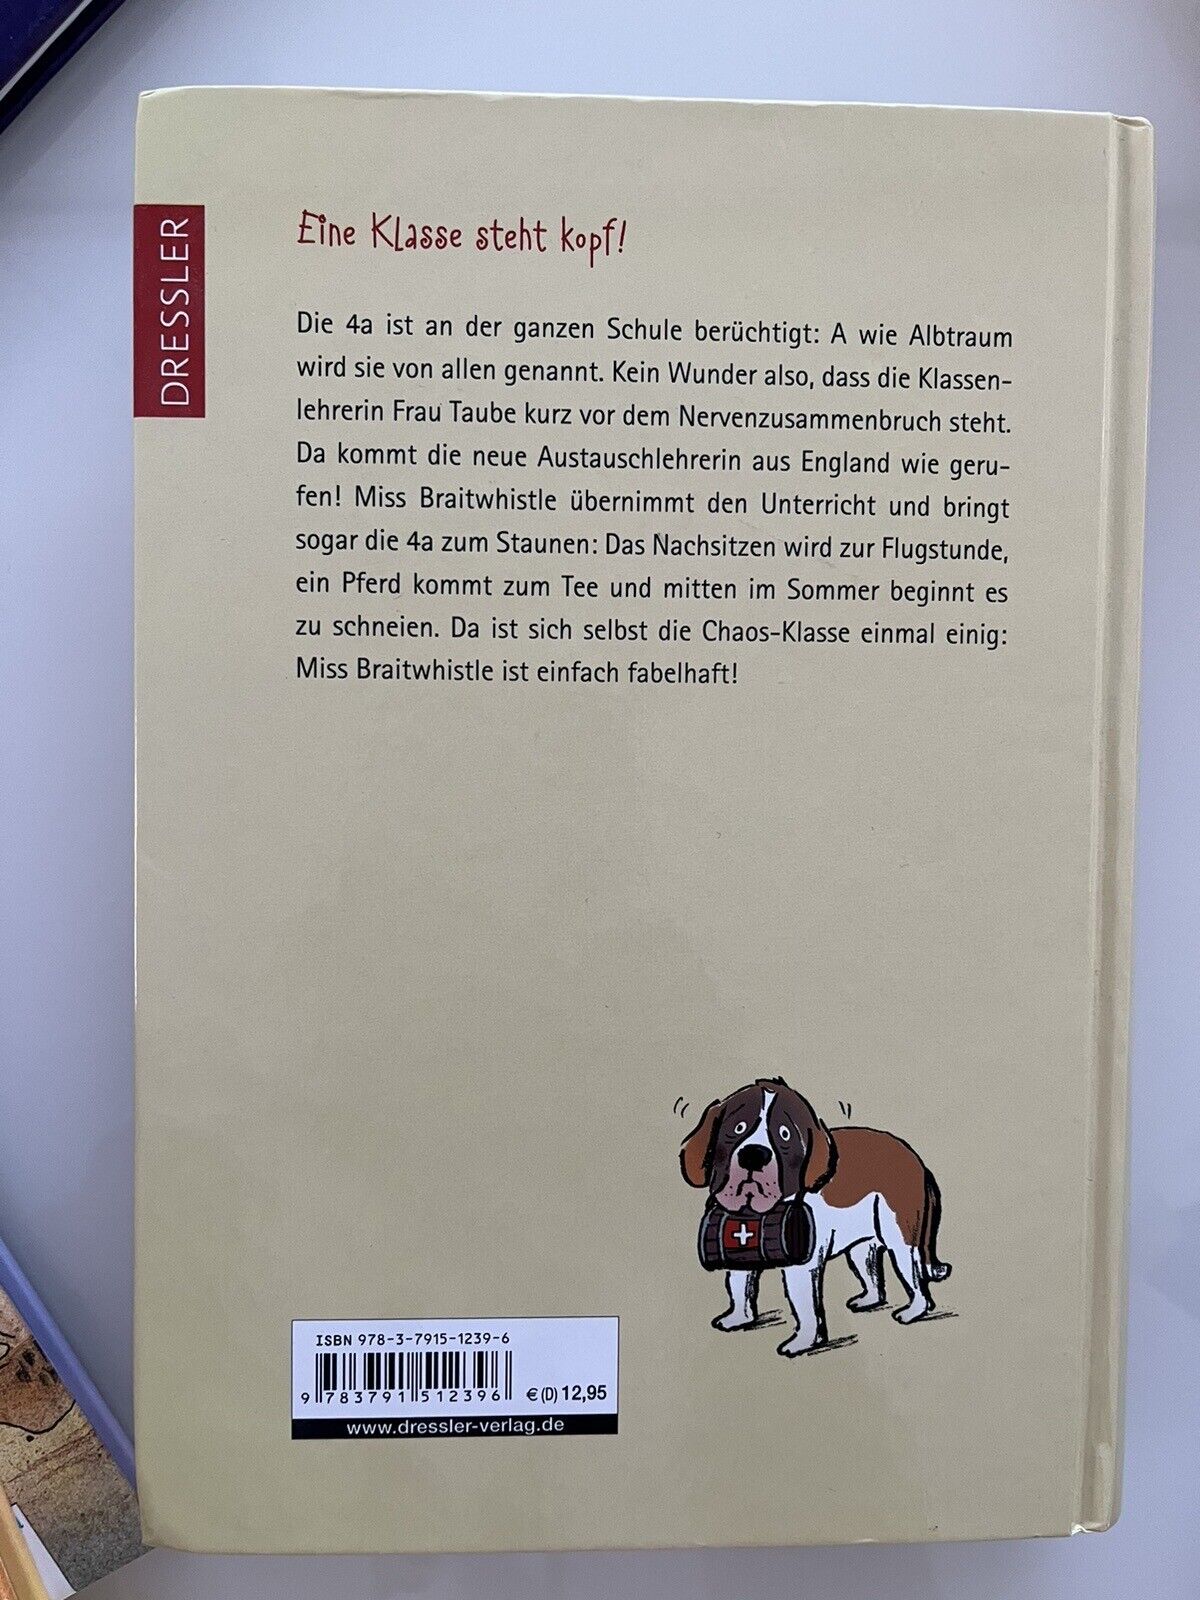 DRESSLER
Eine Klasse steht kopf!
Die 4a ist an der ganzen Schule berüchtigt: A wie Albtraum
wird sie von allen genannt. Kein Wunder also, dass die Klassen-
lehrerin Frau Taube kurz vor dem Nervenzusammenbruch steht.
Da kommt die neue Austauschlehrerin aus England wie geru-
fen! Miss Braitwhistle übernimmt den Unterricht und bringt
sogar die 4a zum Staunen: Das Nachsitzen wird zur Flugstunde,
ein Pferd kommt zum Tee und mitten im Sommer beginnt es
zu schneien. Da ist sich selbst die Chaos-Klasse einmal einig:
Miss Braitwhistle ist einfach fabelhaft!
ISBN 978-3-7915-1239-6
9 783791 512396 € (D) 12,95
www.dressler-verlag.de